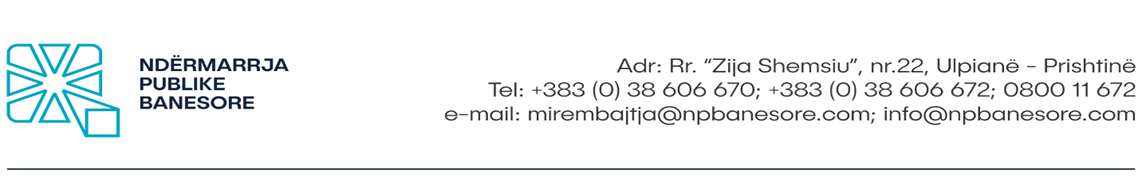 NDËRMARRJA
PUBLIKE
BANESORE
Adr: Rr. “Zija Shemsiu”, nr.22, Ulpianë - Prishtinë
Tel: +383 (0) 38 606 670; +383 (0) 38 606 672; 0800 11 672
e-mail: mirembajtja@npbanesore.com; info@npbanesore.com